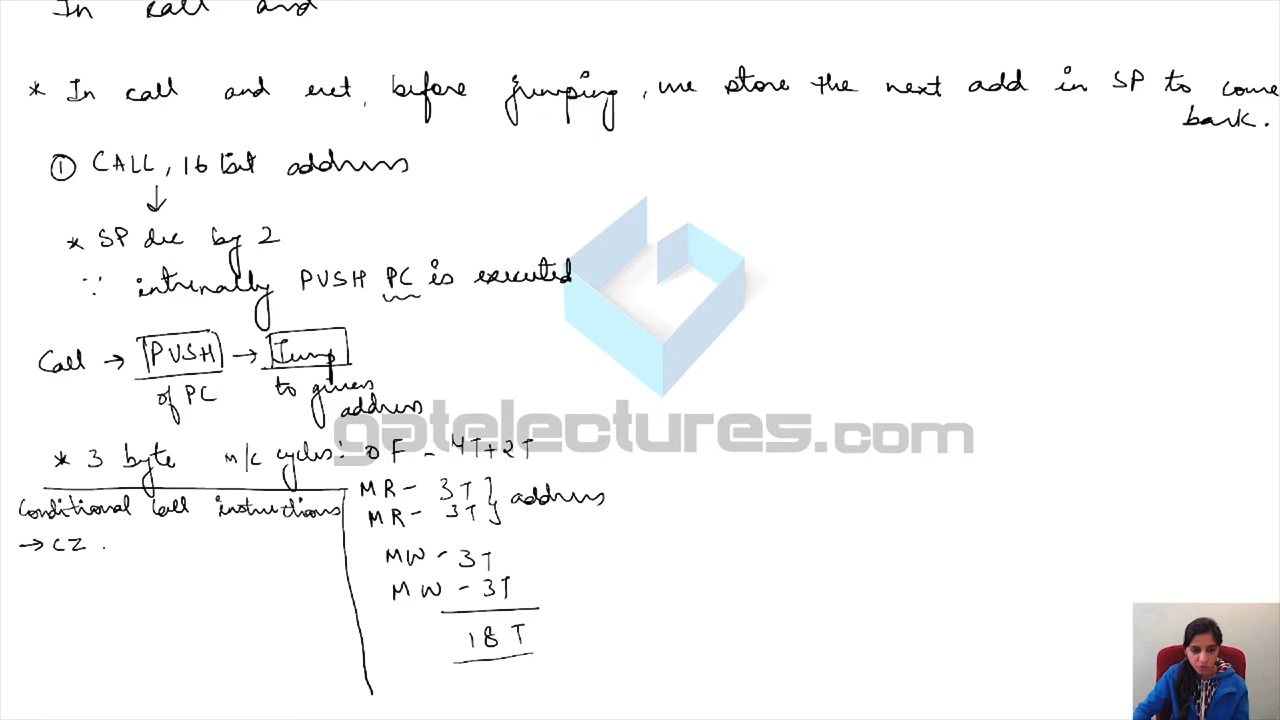 In call and
* In call and ret, before jumping, we store the next add in SP to come
back.
① CALL, 16 bit address
↓
* SP dec by 2
∵ internally PUSH PC is executed
Call → PUSH → Jump
of PC to given
address
gatelectures.com
* 3 byte M/C cycles: OF - 4T+2T
MR - 3T } address
MR - 3T
MW - 3T
MW - 3T
18 T
Conditional Call instructions
→ CZ .